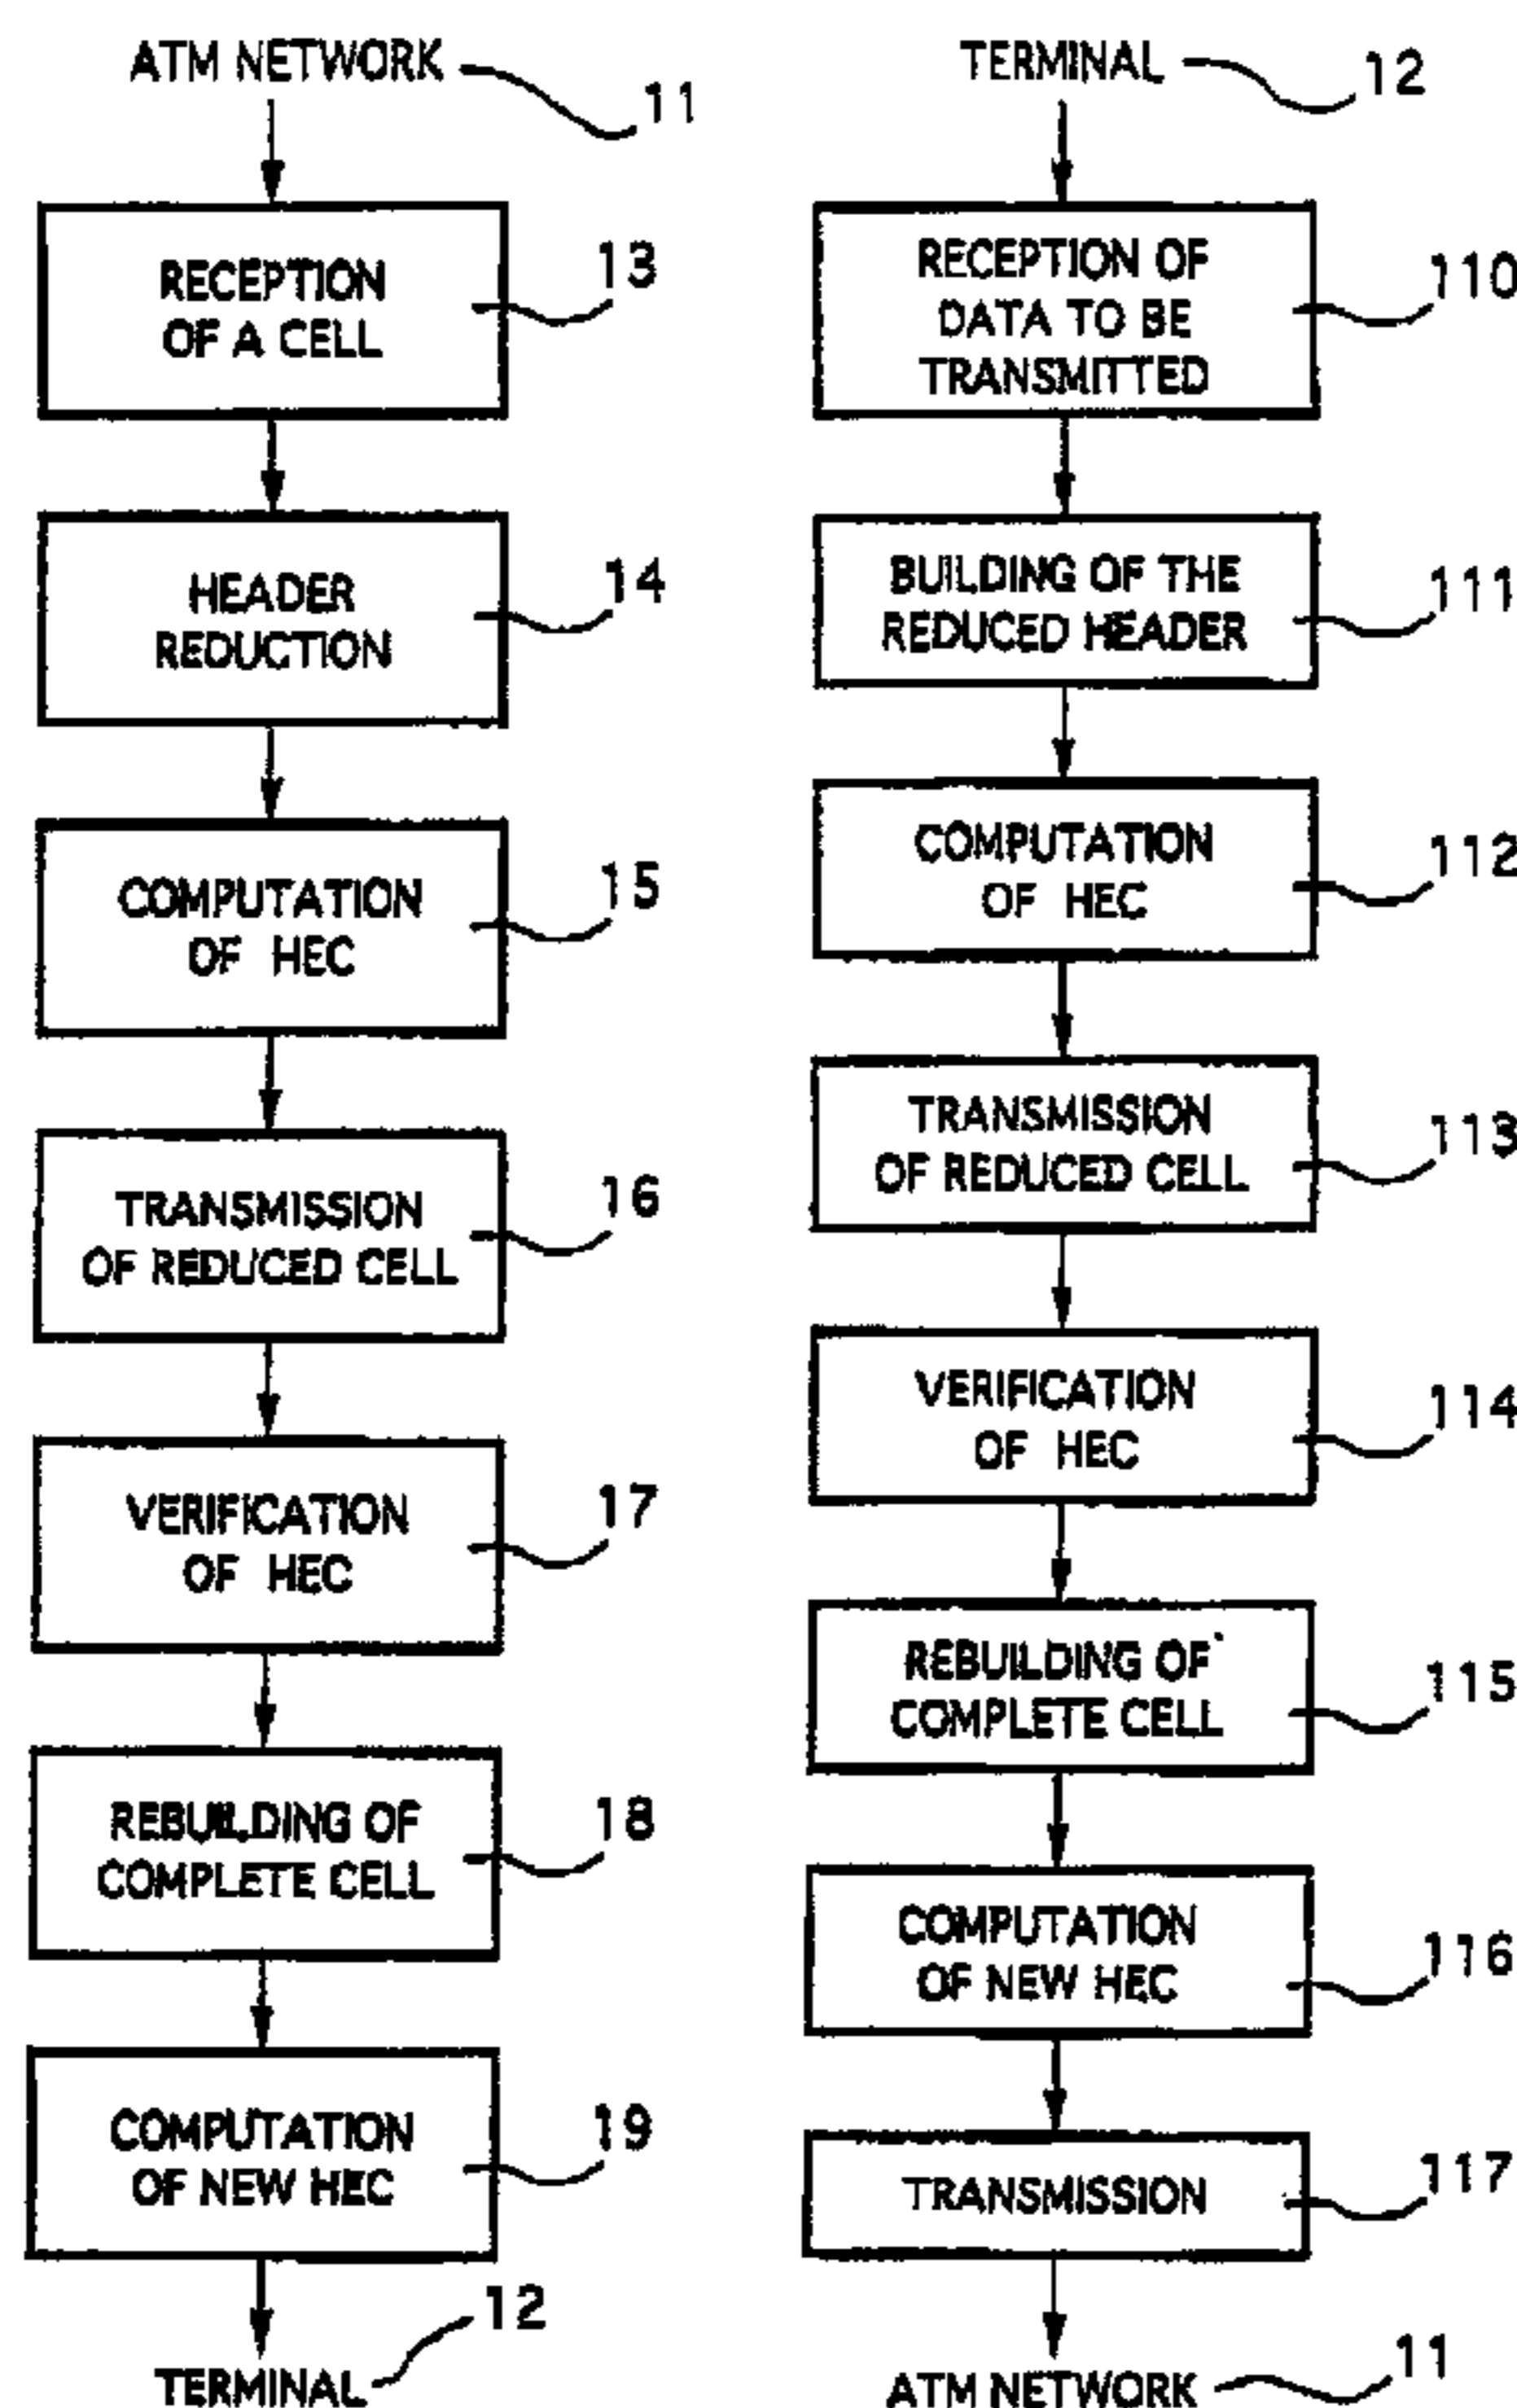 ATM NETWORK
11
RECEPTION
OF A CELL
13
HEADER
REDUCTION
14
COMPUTATION
OF HEC
15
TRANSMISSION
OF REDUCED CELL
16
VERIFICATION
OF HEC
17
REBUILDING OF
COMPLETE CELL
18
COMPUTATION
OF NEW HEC
19
TERMINAL
12
TERMINAL
12
RECEPTION OF
DATA TO BE
TRANSMITTED
110
BUILDING OF THE
REDUCED HEADER
111
COMPUTATION
OF HEC
112
TRANSMISSION
OF REDUCED CELL
113
VERIFICATION
OF HEC
114
REBUILDING OF
COMPLETE CELL
115
COMPUTATION
OF NEW HEC
116
TRANSMISSION
117
ATM NETWORK
11